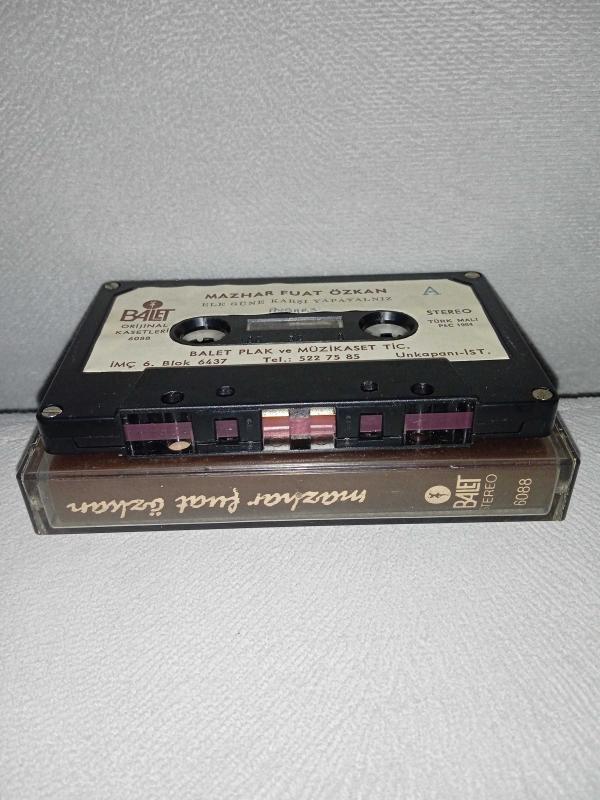 MAZHAR FUAT ÖZKAN
ELE GÜNE KARŞI YAPAYALNIZ
A
BALET
ORİJİNAL
KASETLERİ
6088
STEREO
TÜRK MALI
P&C 1984
BALET PLAK ve MÜZİKASET TİC.
İMÇ 6. Blok 6437 Tel.: 522 75 85 Unkapanı-İST.
mazhar fuat özkan
BALET
STEREO
6088